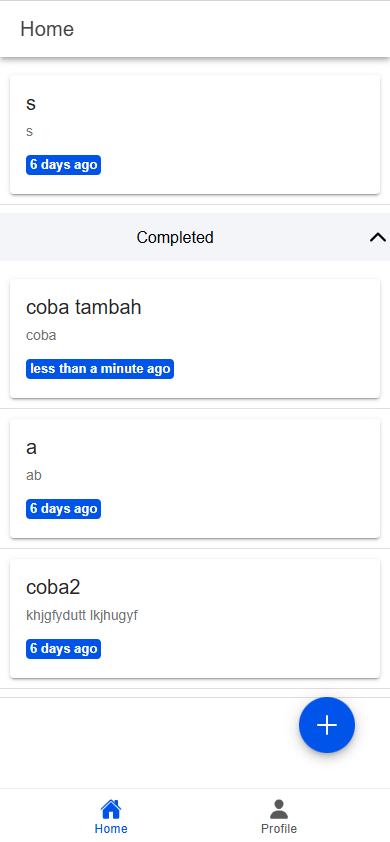 Home
s
s
6 days ago
Completed
coba tambah
coba
less than a minute ago
a
ab
6 days ago
coba2
khjgfydutt lkjhugyf
6 days ago
Home
Profile